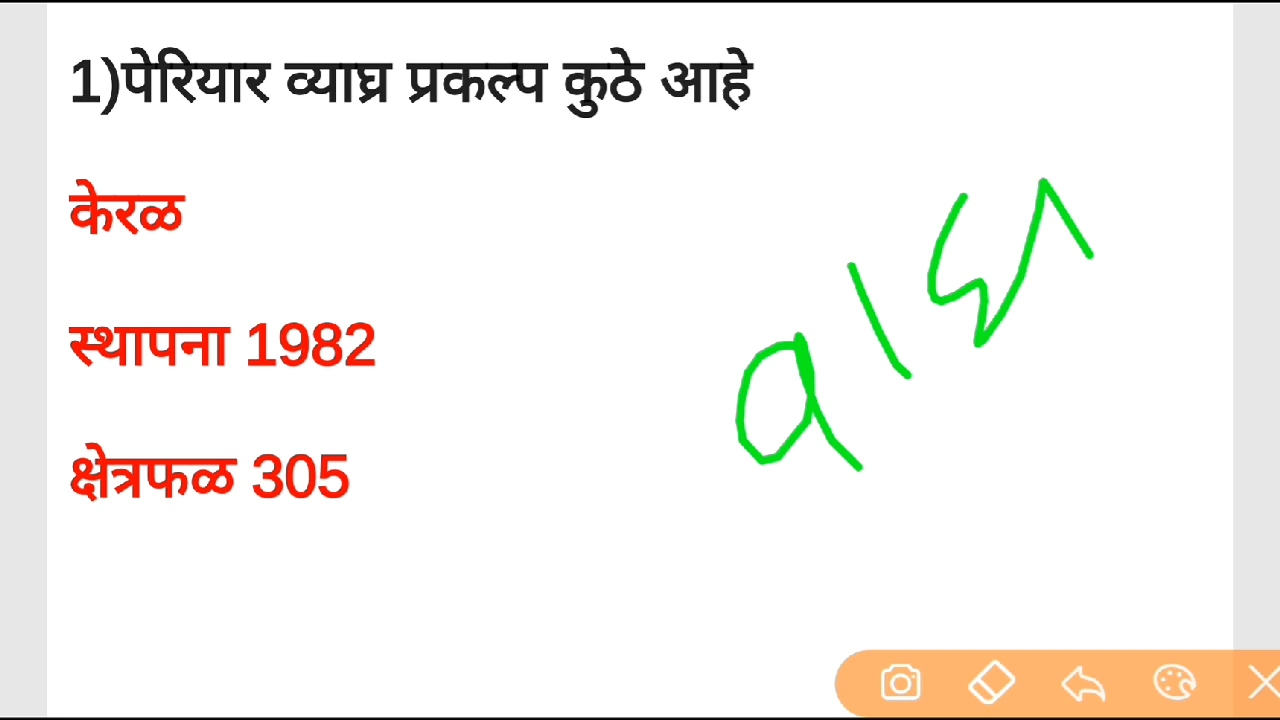 1)पेरियार व्याघ्र प्रकल्प कुठे आहे
केरळ
स्थापना 1982
क्षेत्रफळ 305